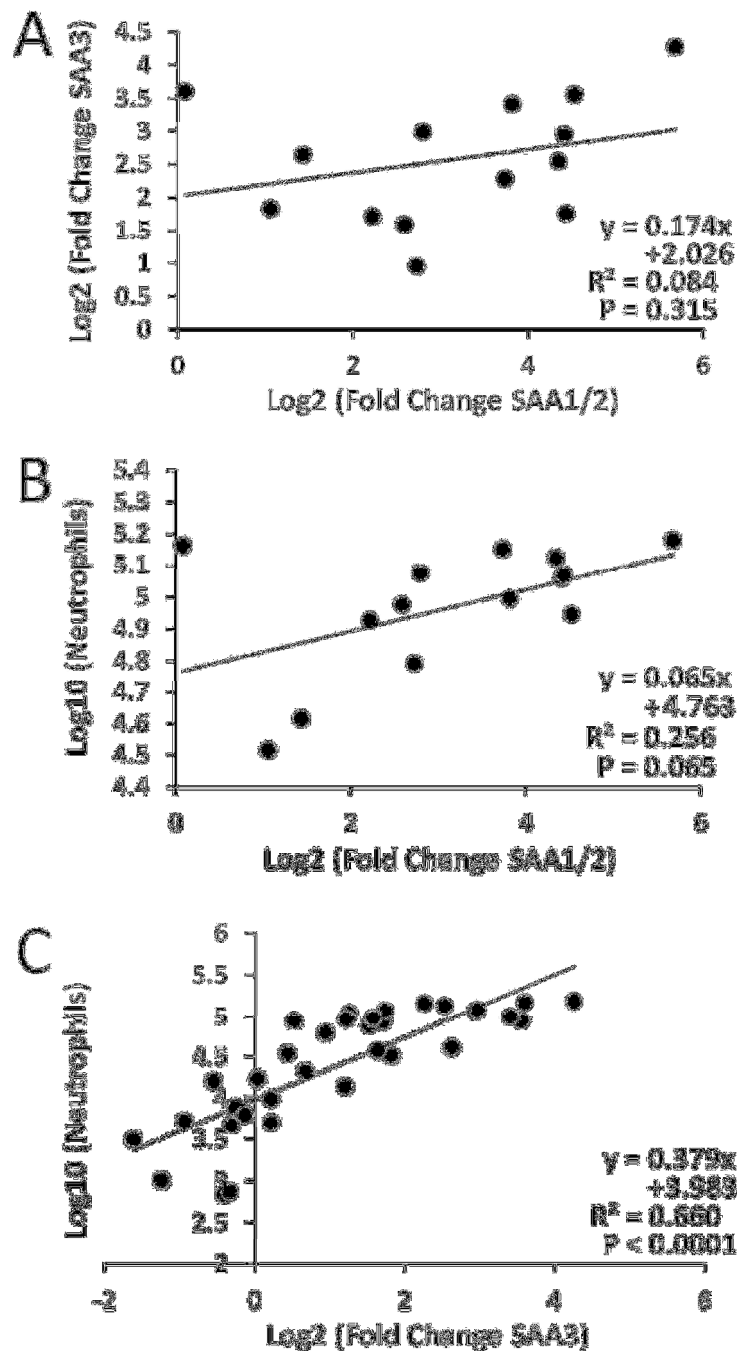 A
Log2 (Fold Change SAA3)
4.5
4
3.5
3
2.5
2
1.5
1
0.5
0
y = 0.174x
+2.026
R² = 0.084
P = 0.315
0 2 4 6
Log2 (Fold Change SAA1/2)
B
Log10 (Neutrophils)
5.4
5.3
5.2
5.1
5
4.9
4.8
4.7
4.6
4.5
4.4
y = 0.065x
+4.763
R² = 0.256
P = 0.065
0 2 4 6
Log2 (Fold Change SAA1/2)
C
Log10 (Neutrophils)
6
5.5
5
4.5
2.5
2
y = 0.379x
+3.983
R² = 0.660
P < 0.0001
-2 0 2 4 6
Log2 (Fold Change SAA3)